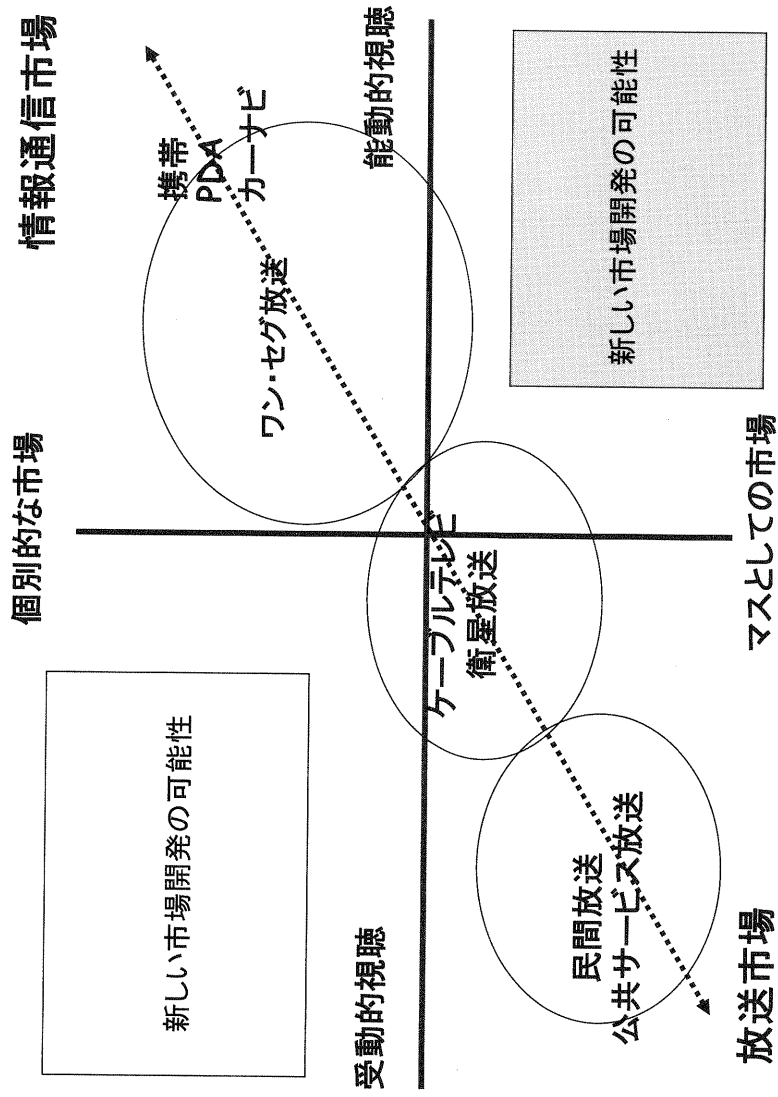 個別的な市場
情報通信市場
新しい市場開発の可能性
携帯
PDA
カーナビ
ワン・セグ放送
受動的視聴
能動的視聴
ケーブルテレビ
衛星放送
民間放送
公共サービス放送
新しい市場開発の可能性
放送市場
マスとしての市場